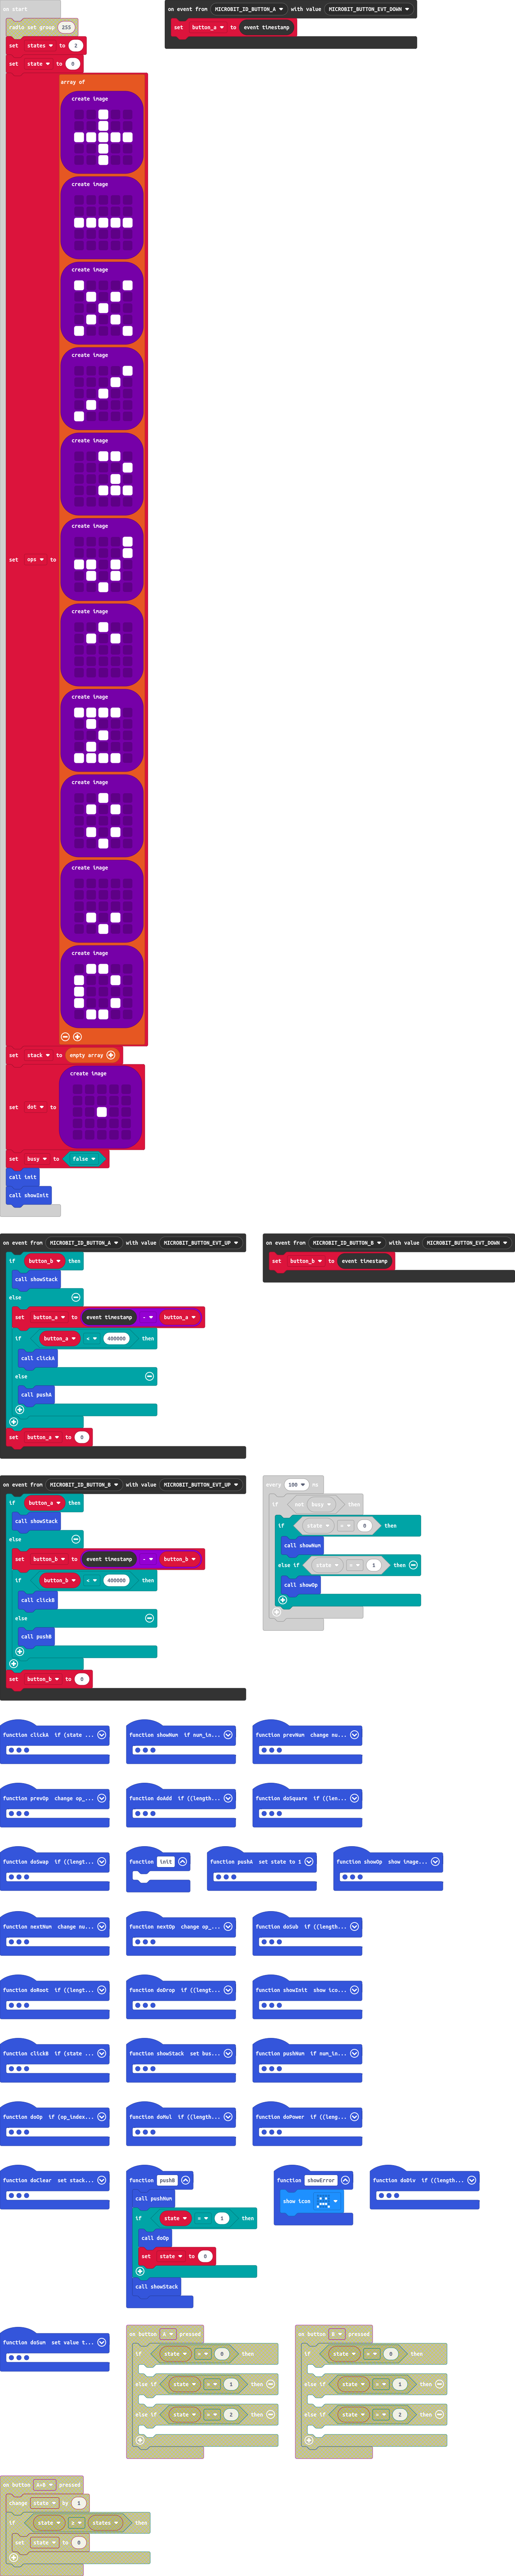 on start
radio set group 255
set states to 2
set state to 0
set ops to array of
create image
create image
create image
create image
create image
create image
create image
create image
create image
create image
create image
set stack to empty array
set dot to create image
set busy to false
call init
call showInit
on event from MICROBIT_ID_BUTTON_A with value MICROBIT_BUTTON_EVT_DOWN
set button_a to event timestamp
on event from MICROBIT_ID_BUTTON_A with value MICROBIT_BUTTON_EVT_UP
if button_b then
call showStack
else
set button_a to event timestamp - button_a
if button_a < 400000 then
call clickA
else
call pushA
set button_a to 0
on event from MICROBIT_ID_BUTTON_B with value MICROBIT_BUTTON_EVT_DOWN
set button_b to event timestamp
on event from MICROBIT_ID_BUTTON_B with value MICROBIT_BUTTON_EVT_UP
if button_a then
call showStack
else
set button_b to event timestamp - button_b
if button_b < 400000 then
call clickB
else
call pushB
set button_b to 0
every 100 ms
if not busy then
if state = 0 then
call showNum
else if state = 1 then
call showOp
function clickA if (state ...
function showNum if num_in...
function prevNum change nu...
function prevOp change op_...
function doAdd if ((length...
function doSquare if ((len...
function doSwap if ((lengt...
function init
function pushA set state to 1
function showOp show image...
function nextNum change nu...
function nextOp change op_...
function doSub if ((length...
function doRoot if ((lengt...
function doDrop if ((lengt...
function showInit show ico...
function clickB if (state ...
function showStack set bus...
function pushNum if num_in...
function doOp if (op_index...
function doMul if ((length...
function doPower if ((leng...
function doClear set stack...
function pushB
call pushNum
if state = 1 then
call doOp
set state to 0
call showStack
function showError
show icon
function doDiv if ((length...
function doSum set value t...
on button A pressed
if state = 0 then
else if state = 1 then
else if state = 2 then
on button B pressed
if state = 0 then
else if state = 1 then
else if state = 2 then
on button A+B pressed
change state by 1
if state ≥ states then
set state to 0